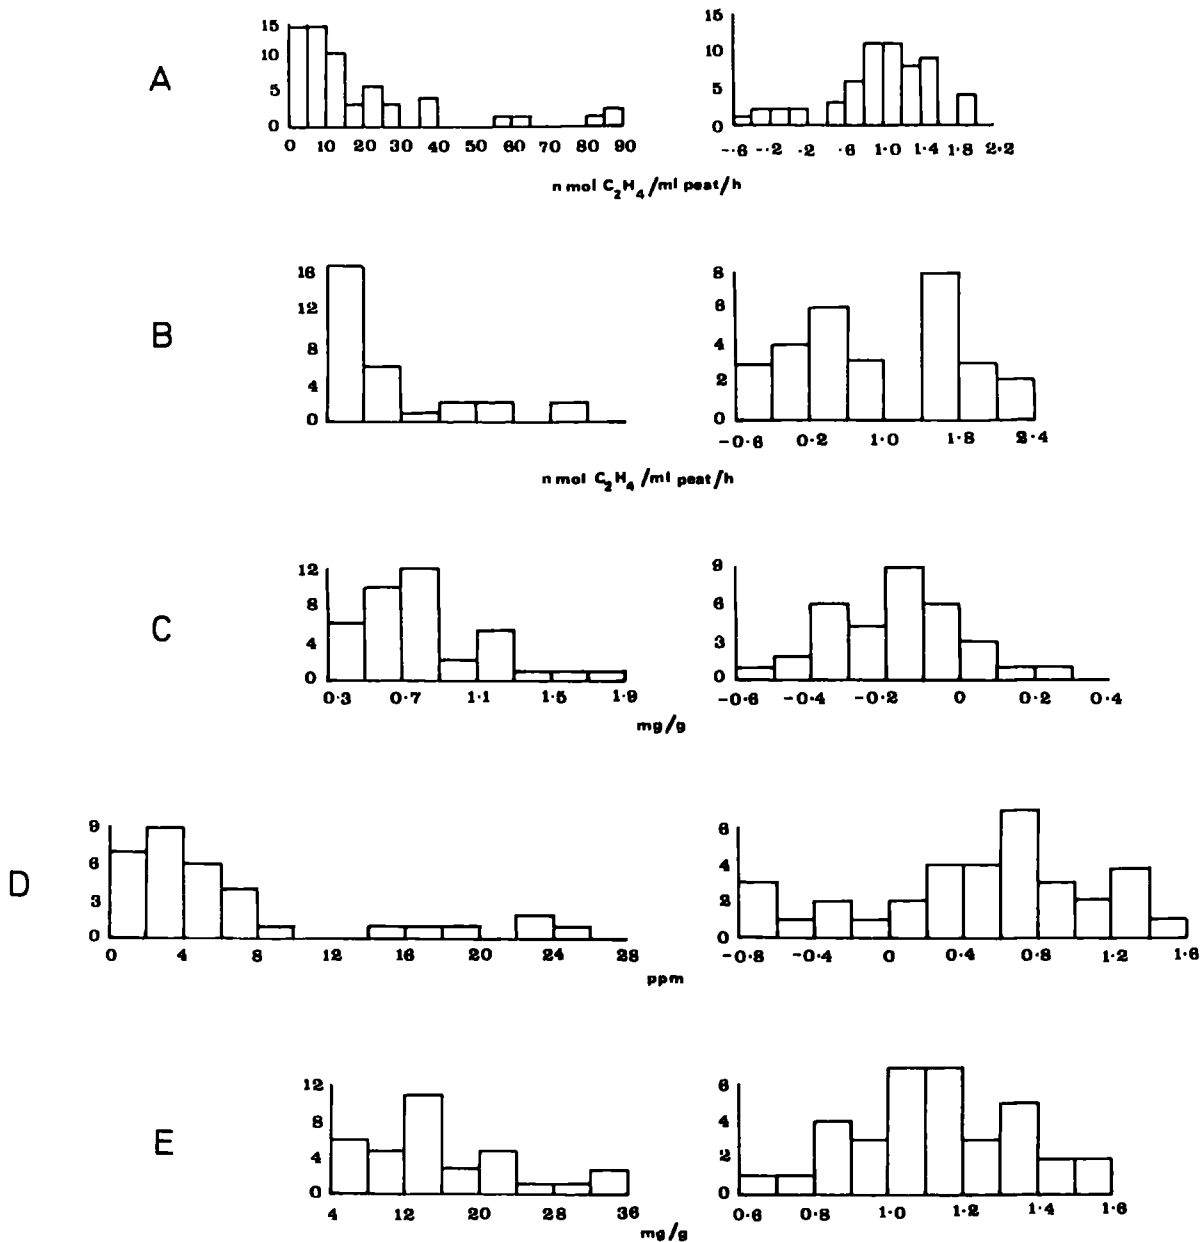 A
15
10
5
0
0 10 20 30 40 50 60 70 80 90
15
10
5
0
-·6 -·2 ·2 ·6 1·0 1·4 1·8 2·2
n mol C₂H₄/ml peat/h
B
16
12
8
4
0
8
6
4
2
0
-0·6 0·2 1·0 1·8 2·4
n mol C₂H₄/ml peat/h
C
12
8
4
0
0·3 0·7 1·1 1·5 1·9
9
6
3
0
-0·6 -0·4 -0·2 0 0·2 0·4
mg/g
D
9
6
3
0
0 4 8 12 16 20 24 28
6
4
2
0
-0·8 -0·4 0 0·4 0·8 1·2 1·6
ppm
E
12
8
4
0
4 12 20 28 36
6
4
2
0
0·6 0·8 1·0 1·2 1·4 1·6
mg/g